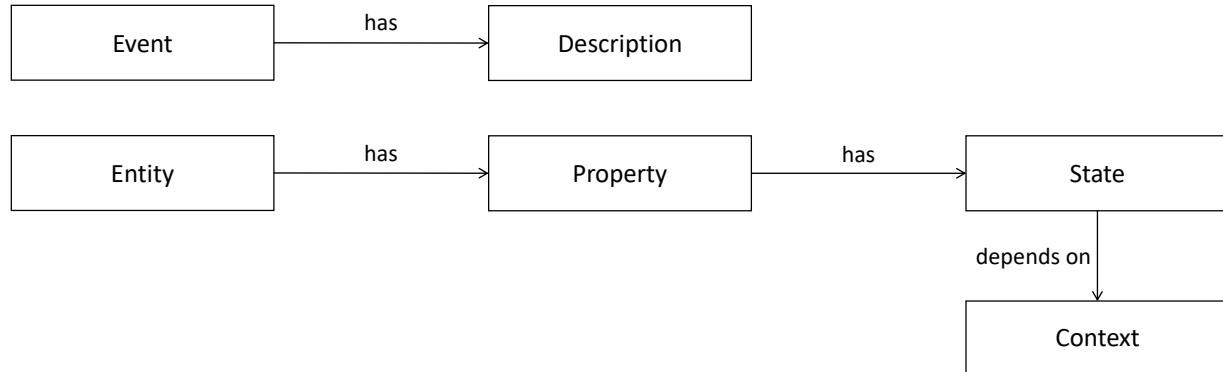 has
Event
Description
has
has
Entity
Property
State
depends on
Context